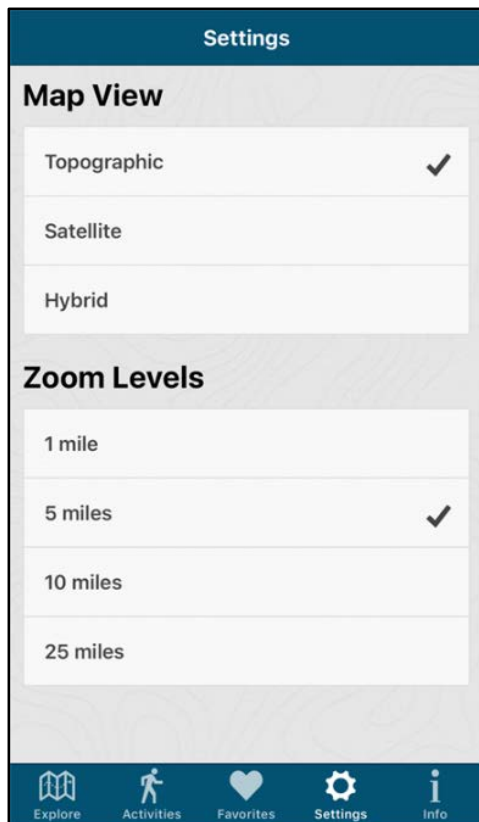 Settings
Map View
Topographic
Satellite
Hybrid
Zoom Levels
1 mile
5 miles
10 miles
25 miles
Explore Activities Favorites Settings Info